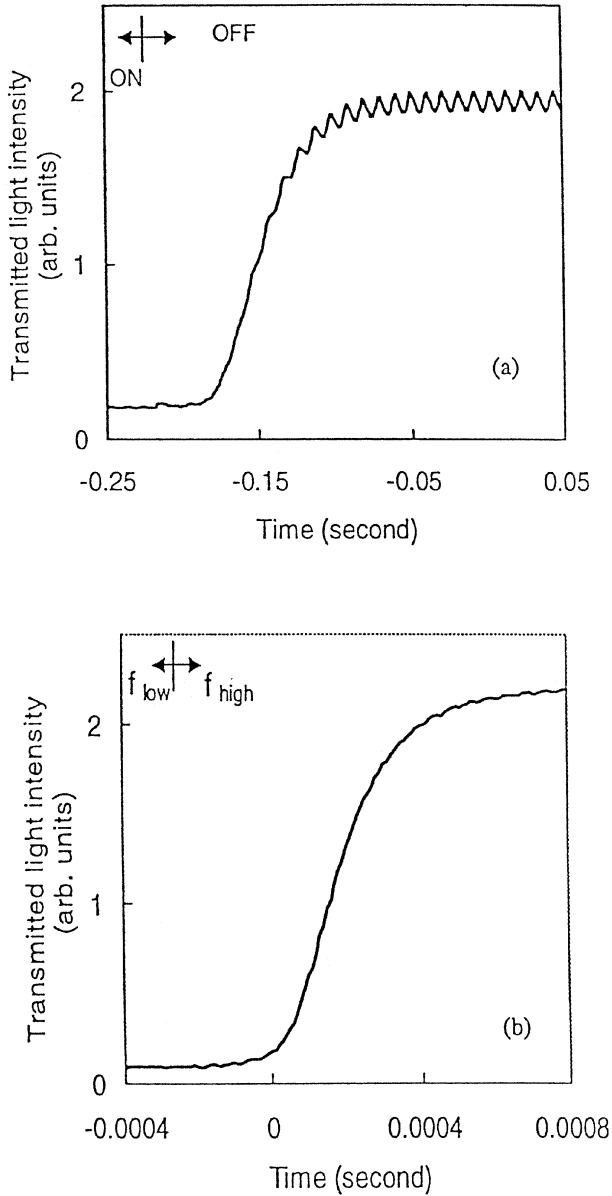 OFF
ON
2
1
0
Transmitted light intensity
(arb. units)
(a)
-0.25
-0.15
-0.05
0.05
Time (second)
f low
f high
2
1
0
Transmitted light intensity
(arb. units)
(b)
-0.0004
0
0.0004
0.0008
Time (second)